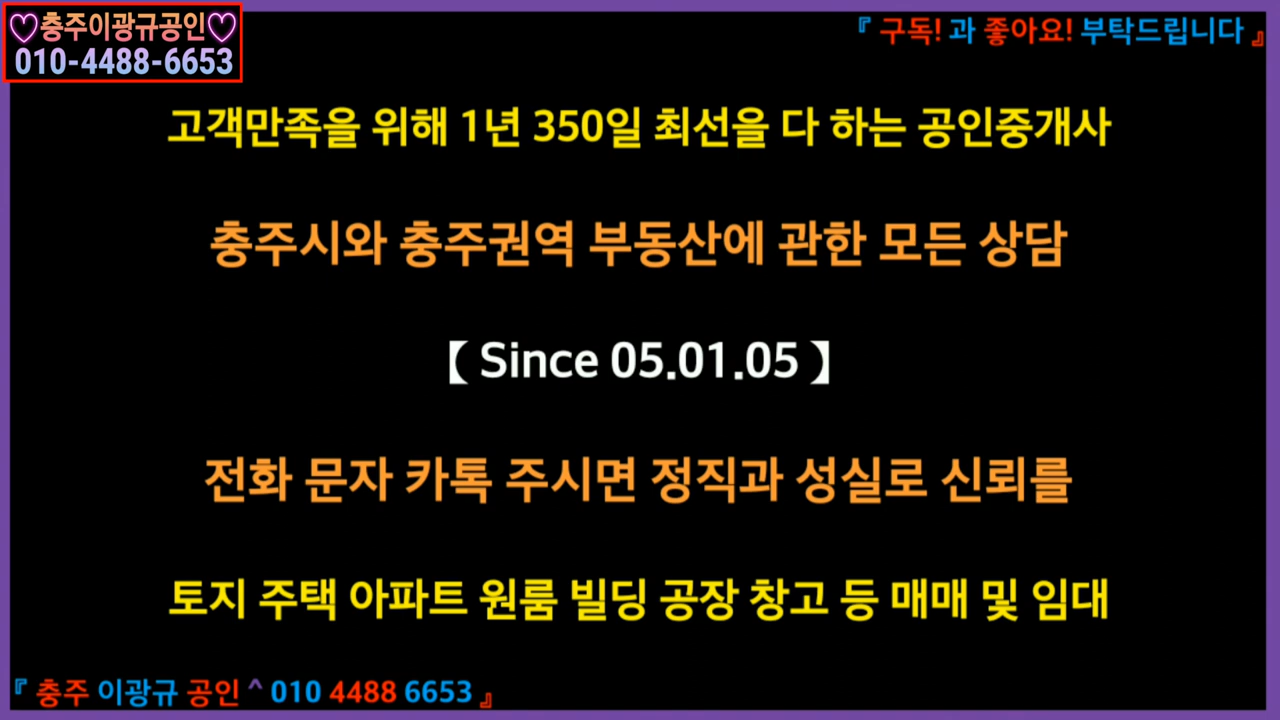 ♡충주이광규공인♡
010-4488-6653
『 구독! 과 좋아요! 부탁드립니다 』
고객만족을 위해 1년 350일 최선을 다 하는 공인중개사
충주시와 충주권역 부동산에 관한 모든 상담
【 Since 05.01.05 】
전화 문자 카톡 주시면 정직과 성실로 신뢰를
토지 주택 아파트 원룸 빌딩 공장 창고 등 매매 및 임대
『 충주 이광규 공인 ^ 010 4488 6653 』